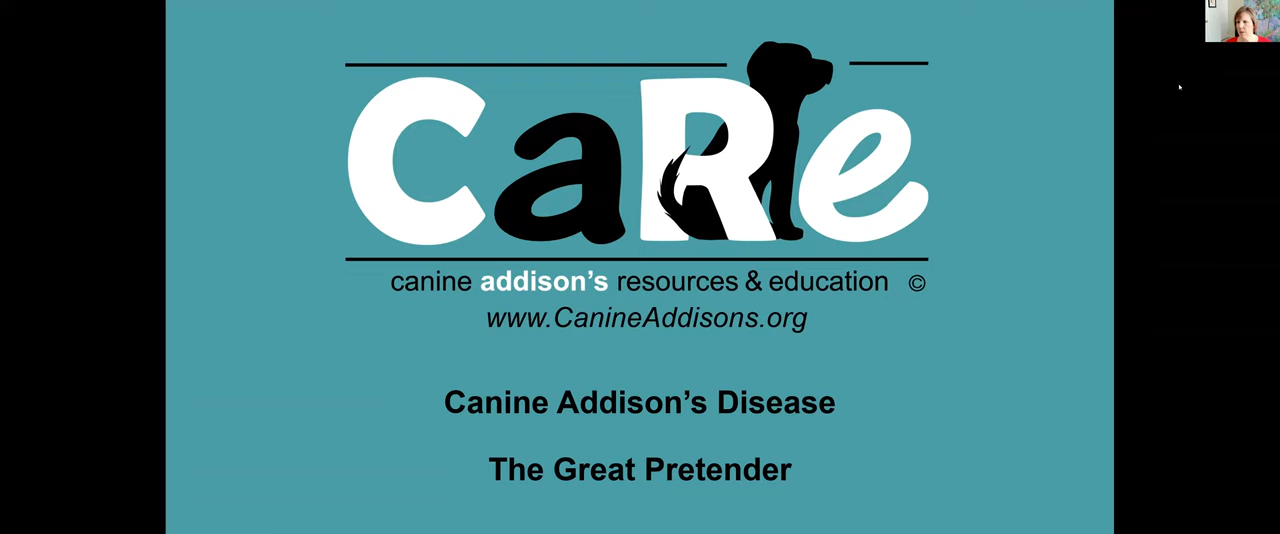 CaRe
canine addison's resources & education ©
www.CanineAddisons.org
Canine Addison’s Disease
The Great Pretender